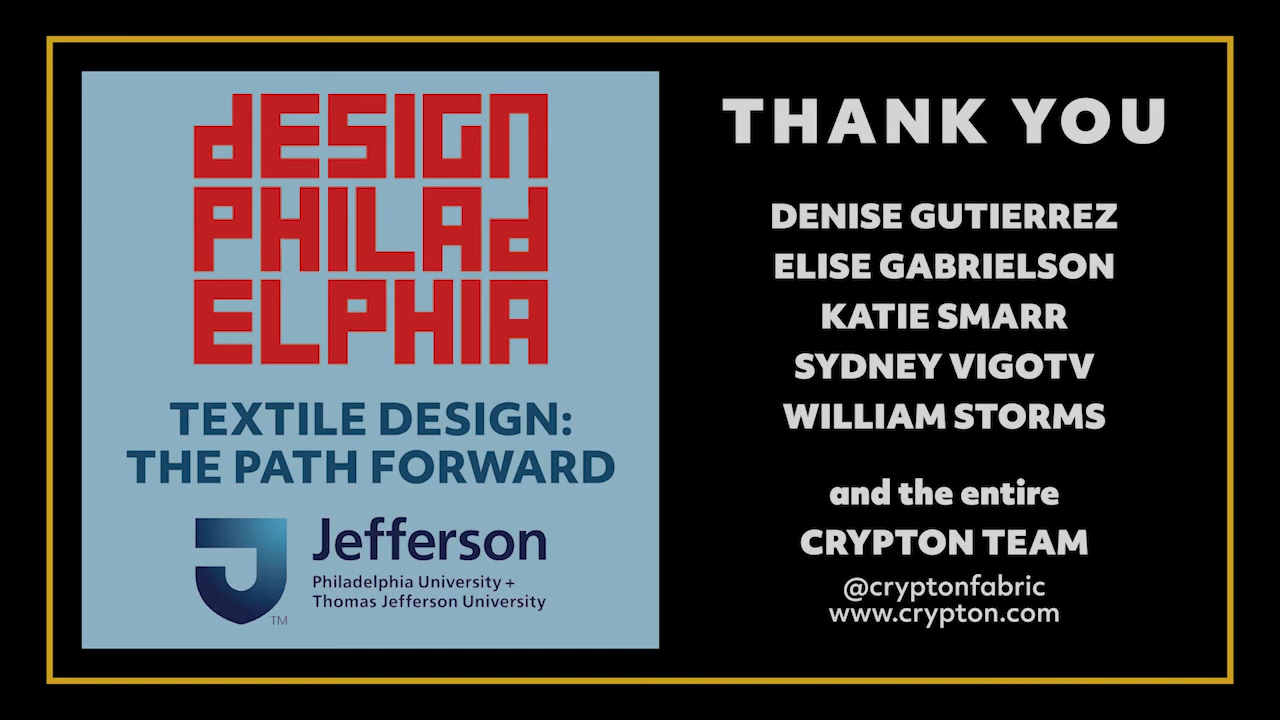 dESIGN
PHILAd
ELPHIA
TEXTILE DESIGN:
THE PATH FORWARD
Jefferson
Philadelphia University +
Thomas Jefferson University
TM
THANK YOU
DENISE GUTIERREZ
ELISE GABRIELSON
KATIE SMARR
SYDNEY VIGOTV
WILLIAM STORMS
and the entire
CRYPTON TEAM
@cryptonfabric
www.crypton.com